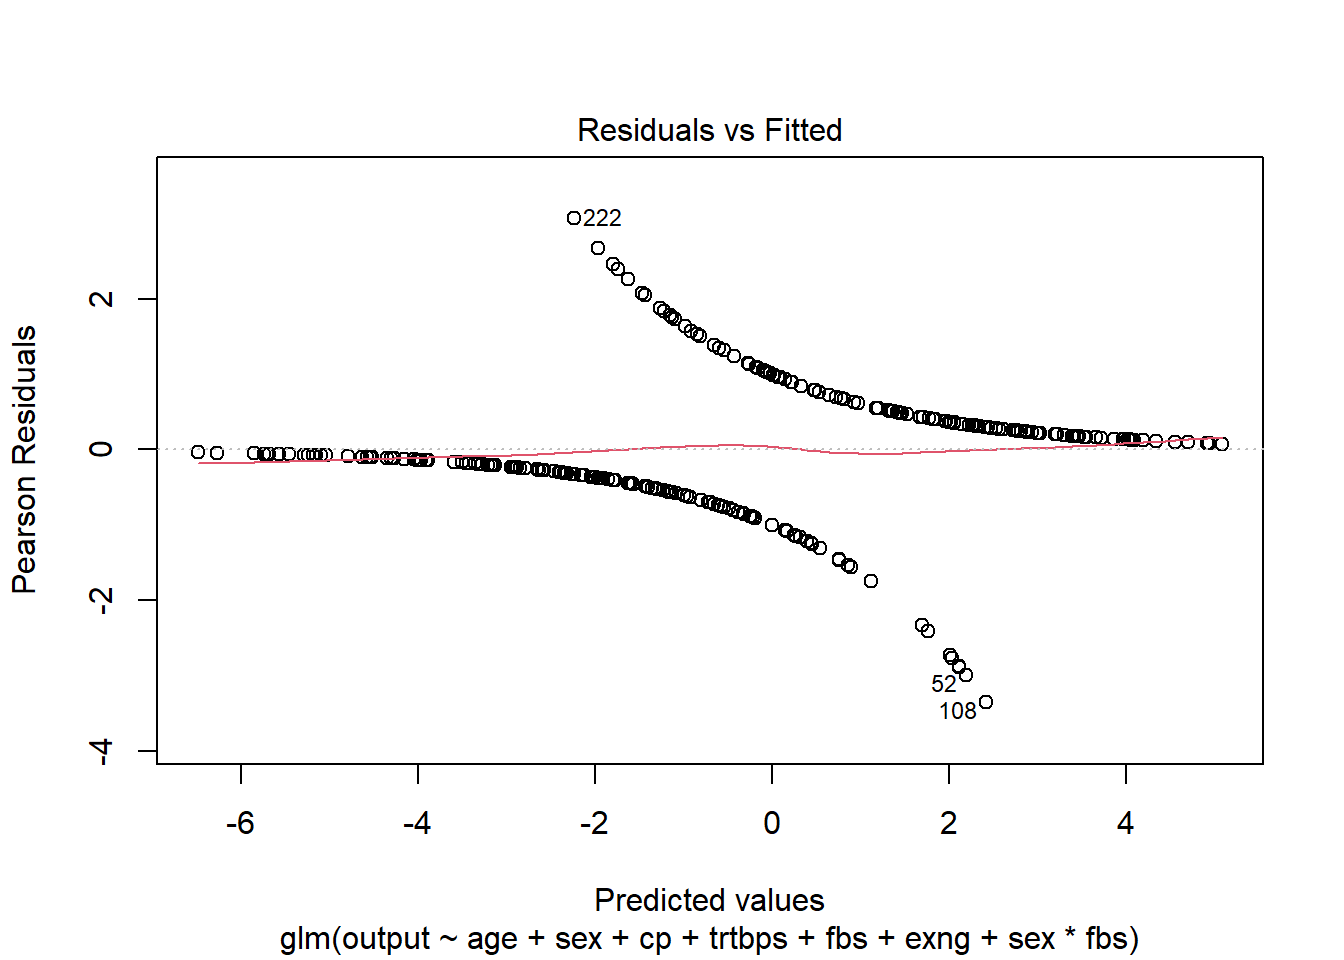 Residuals vs Fitted
222
52
108
Pearson Residuals
2
0
-2
-4
-6 -4 -2 0 2 4
Predicted values
glm(output ~ age + sex + cp + trtbps + fbs + exng + sex * fbs)